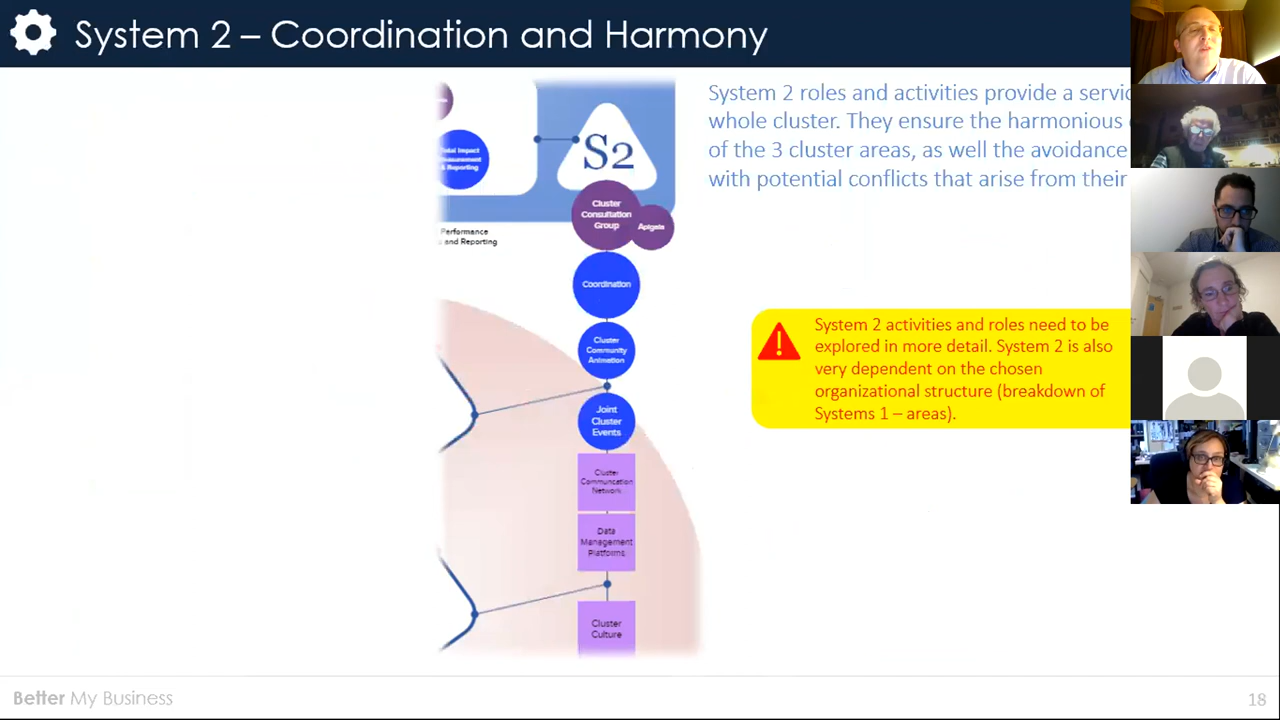 System 2 – Coordination and Harmony
System 2 roles and activities provide a servic
whole cluster. They ensure the harmonious
of the 3 cluster areas, as well the avoidance
with potential conflicts that arise from their
S2
Total Impact
Measurement
& Reporting
Performance
and Reporting
Cluster
Consultation
Group
Apigeia
Coordination
Cluster
Community
Animation
Joint
Cluster
Events
Cluster
Communcation
Network
Data
Management
Platforms
Cluster
Culture
System 2 activities and roles need to be
explored in more detail. System 2 is also
very dependent on the chosen
organizational structure (breakdown of
Systems 1 – areas).
Better My Business
18